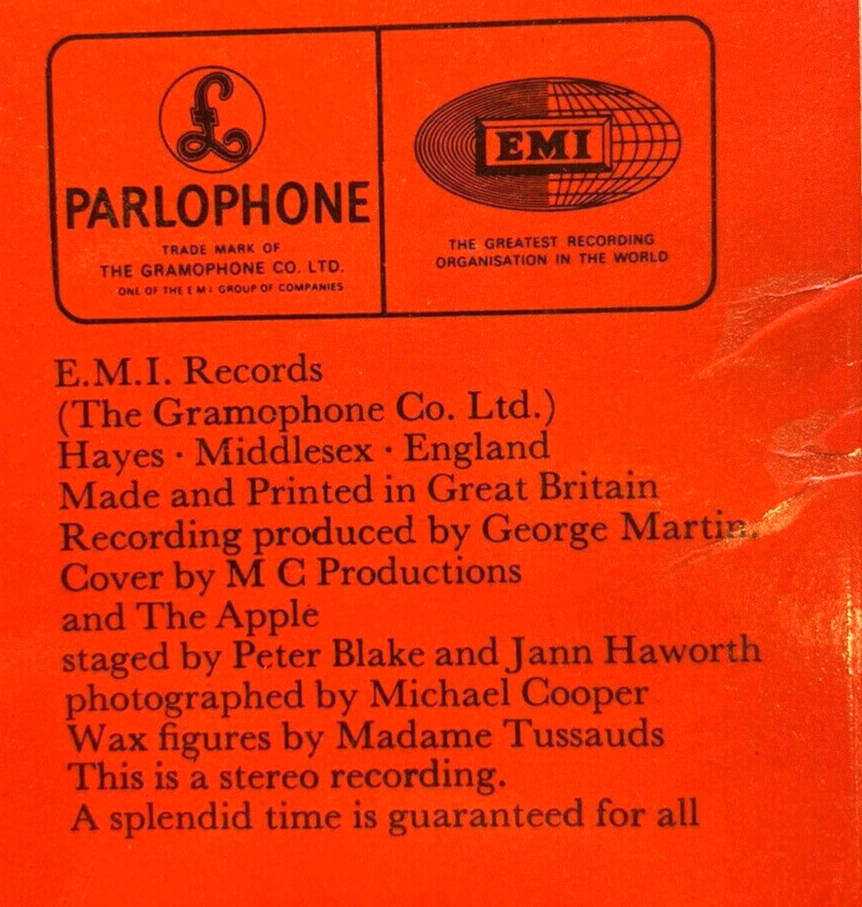 £
PARLOPHONE
TRADE MARK OF
THE GRAMOPHONE CO. LTD.
ONE OF THE E M I GROUP OF COMPANIES
EMI
THE GREATEST RECORDING
ORGANISATION IN THE WORLD
E.M.I. Records
(The Gramophone Co. Ltd.)
Hayes · Middlesex · England
Made and Printed in Great Britain
Recording produced by George Martin.
Cover by M C Productions
and The Apple
staged by Peter Blake and Jann Haworth
photographed by Michael Cooper
Wax figures by Madame Tussauds
This is a stereo recording.
A splendid time is guaranteed for all